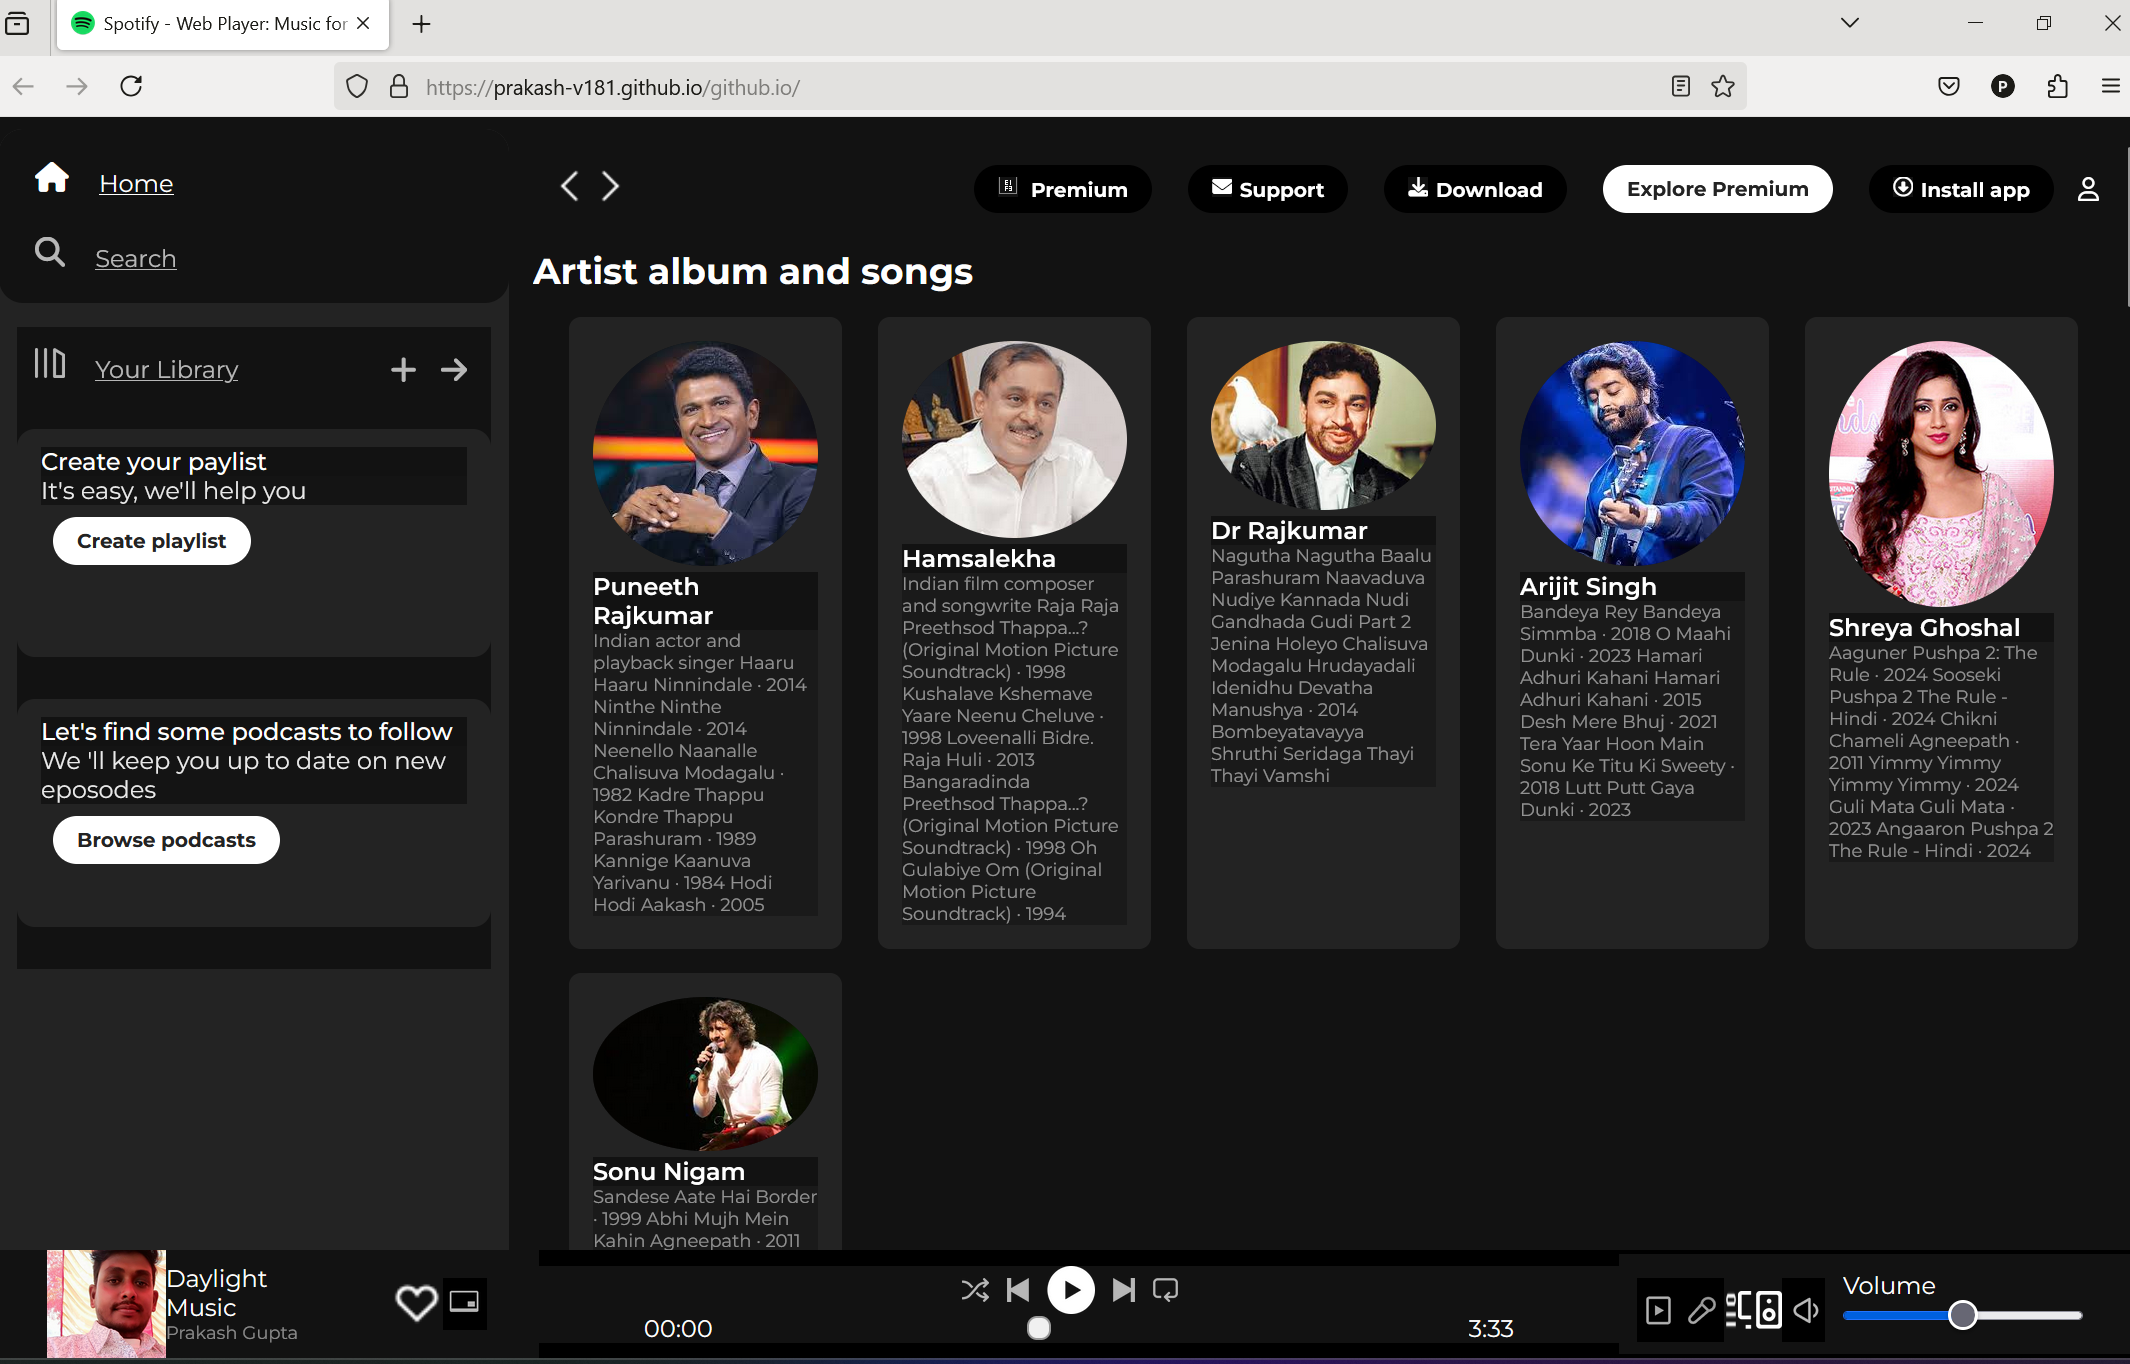 Spotify - Web Player: Music for
https://prakash-v181.github.io/github.io/
P
Home
Search
Premium
Support
Download
Explore Premium
Install app
Artist album and songs
Your Library
Create your paylist
It's easy, we'll help you
Create playlist
Let's find some podcasts to follow
We 'll keep you up to date on new
eposodes
Browse podcasts
Puneeth
Rajkumar
Indian actor and
playback singer Haaru
Haaru Ninnindale · 2014
Ninthe Ninthe
Ninnindale · 2014
Neenello Naanalle
Chalisuva Modagalu ·
1982 Kadre Thappu
Kondre Thappu
Parashuram · 1989
Kannige Kaanuva
Yarivanu · 1984 Hodi
Hodi Aakash · 2005
Hamsalekha
Indian film composer
and songwrite Raja Raja
Preethsod Thappa...?
(Original Motion Picture
Soundtrack) · 1998
Kushalave Kshemave
Yaare Neenu Cheluve ·
1998 Loveenalli Bidre.
Raja Huli · 2013
Bangaradinda
Preethsod Thappa...?
(Original Motion Picture
Soundtrack) · 1998 Oh
Gulabiye Om (Original
Motion Picture
Soundtrack) · 1994
Dr Rajkumar
Nagutha Nagutha Baalu
Parashuram Naavaduva
Nudiye Kannada Nudi
Gandhada Gudi Part 2
Jenina Holeyo Chalisuva
Modagalu Hrudayadali
Idenidhu Devatha
Manushya · 2014
Bombeyatavayya
Shruthi Seridaga Thayi
Thayi Vamshi
Arijit Singh
Bandeya Rey Bandeya
Simmba · 2018 O Maahi
Dunki · 2023 Hamari
Adhuri Kahani Hamari
Adhuri Kahani · 2015
Desh Mere Bhuj · 2021
Tera Yaar Hoon Main
Sonu Ke Titu Ki Sweety ·
2018 Lutt Putt Gaya
Dunki · 2023
Shreya Ghoshal
Aaguner Pushpa 2: The
Rule · 2024 Sooseki
Pushpa 2 The Rule -
Hindi · 2024 Chikni
Chameli Agneepath ·
2011 Yimmy Yimmy
Yimmy Yimmy · 2024
Guli Mata Guli Mata ·
2023 Angaaron Pushpa 2
The Rule - Hindi · 2024
Sonu Nigam
Sandese Aate Hai Border
· 1999 Abhi Mujh Mein
Kahin Agneepath · 2011
Daylight
Music
Prakash Gupta
00:00
3:33
Volume